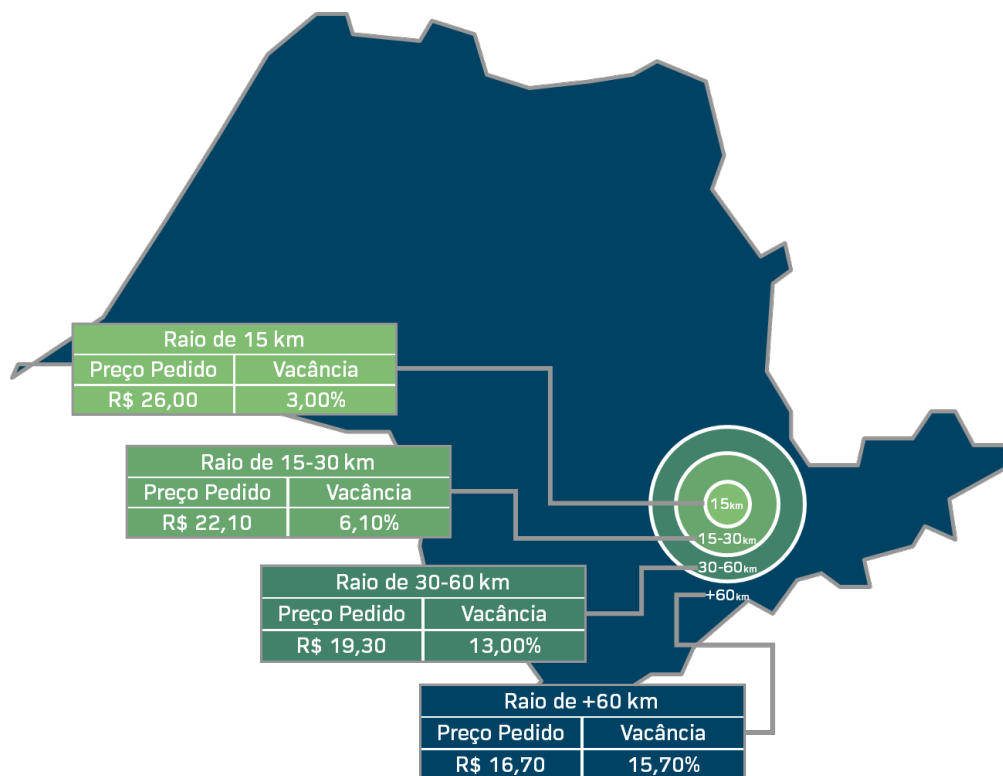 Raio de 15 km
Preço Pedido Vacância
R$ 26,00 3,00%
Raio de 15-30 km
Preço Pedido Vacância
R$ 22,10 6,10%
Raio de 30-60 km
Preço Pedido Vacância
R$ 19,30 13,00%
Raio de +60 km
Preço Pedido Vacância
R$ 16,70 15,70%
15km
15-30km
30-60km
+60km